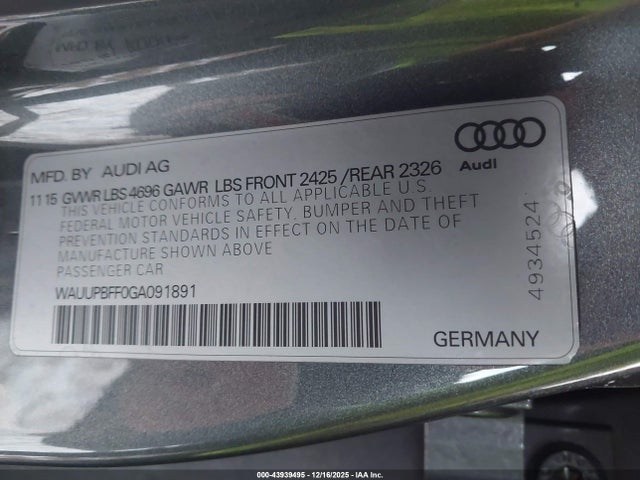 MFD. BY AUDI AG
Audi
11 15 GVWR LBS 4696 GAWR LBS FRONT 2425 /REAR 2326
THIS VEHICLE CONFORMS TO ALL APPLICABLE U.S.
FEDERAL MOTOR VEHICLE SAFETY, BUMPER AND THEFT
PREVENTION STANDARDS IN EFFECT ON THE DATE OF
MANUFACTURE SHOWN ABOVE
PASSENGER CAR
WAUUPBFF0GA091891
4934524
GERMANY
000-43939495 - 12/16/2025 - IAA Inc.